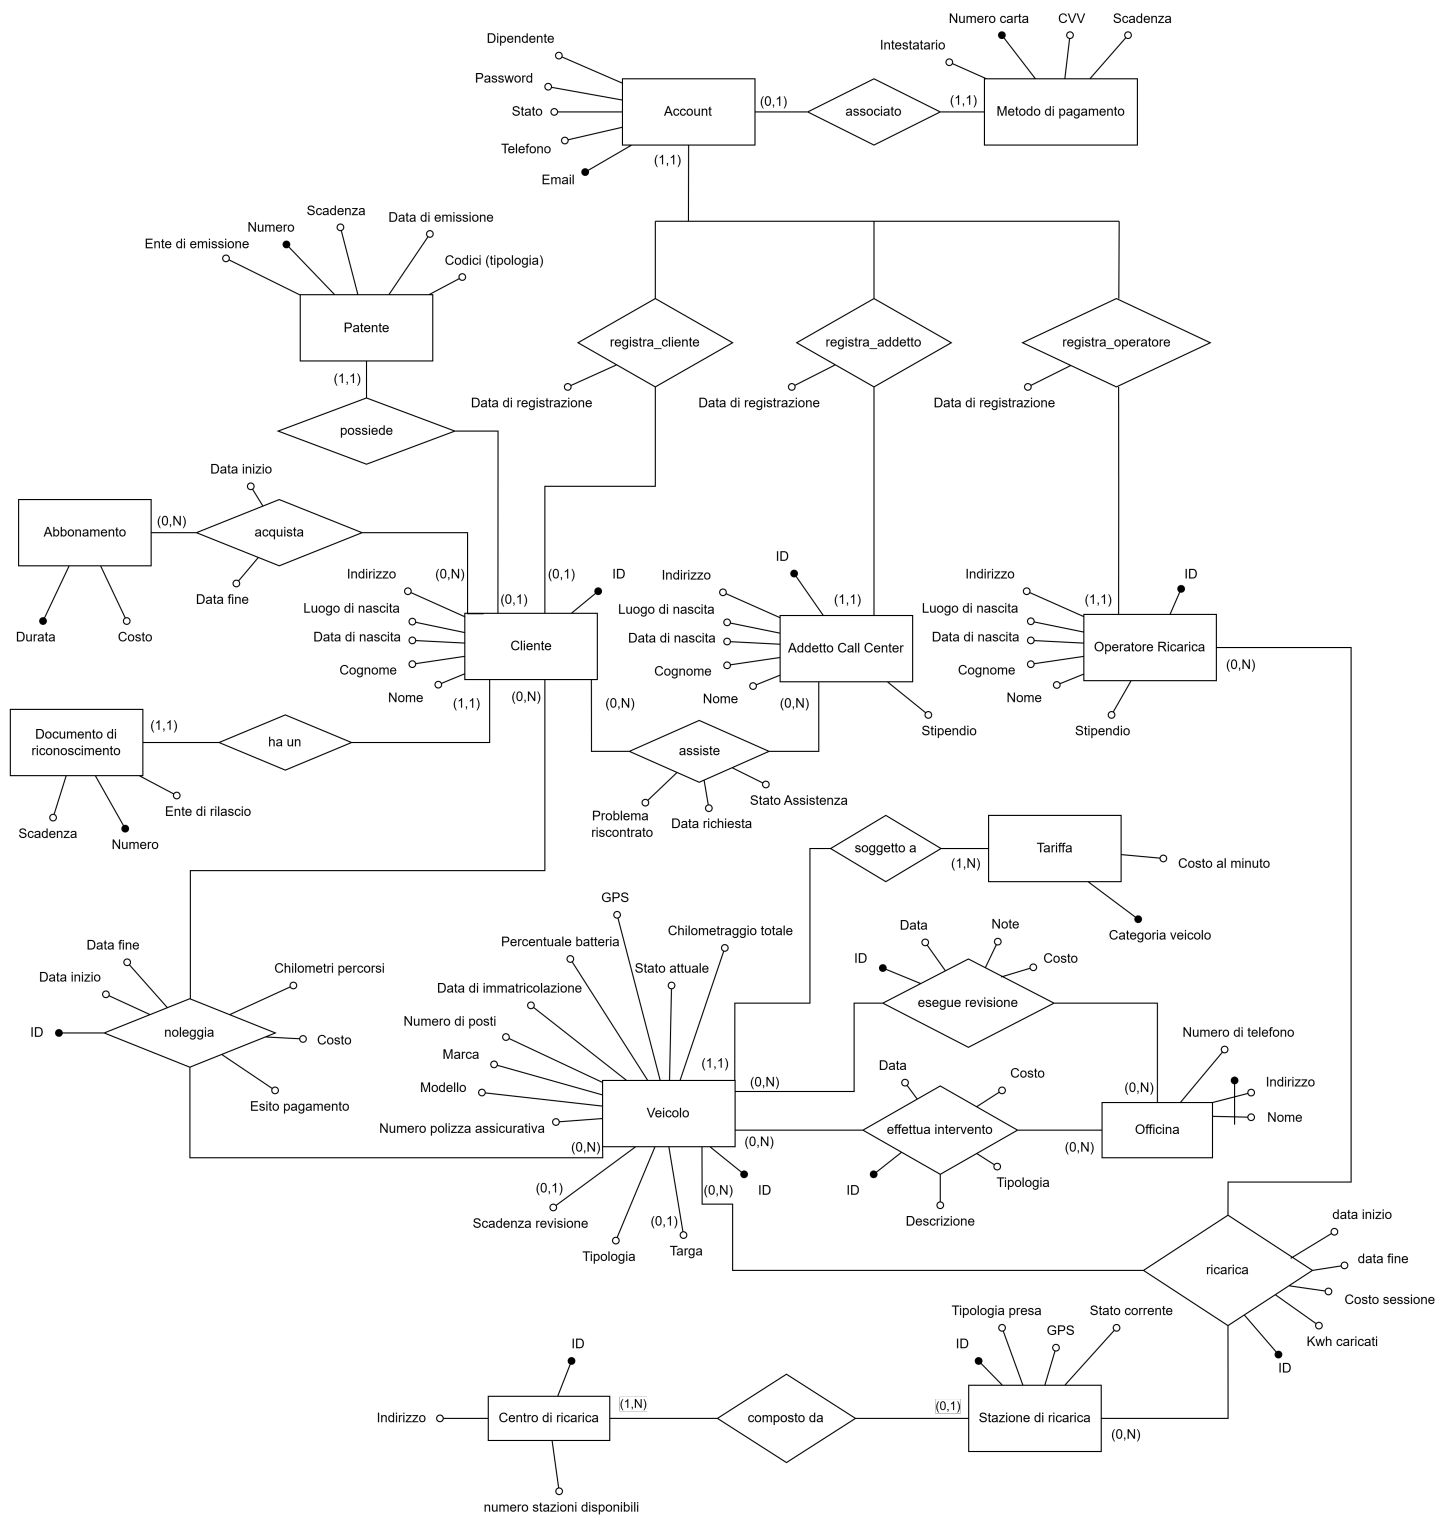 Numero carta
CVV
Scadenza
Intestatario
Dipendente
Password
Stato
Telefono
Email
Account
(0,1)
associato
(1,1)
Metodo di pagamento
(1,1)
Scadenza
Data di emissione
Numero
Ente di emissione
Codici (tipologia)
Patente
(1,1)
possiede
registra_cliente
Data di registrazione
registra_addetto
Data di registrazione
registra_operatore
Data di registrazione
Data inizio
Abbonamento
(0,N)
acquista
Data fine
Durata
Costo
(0,N)
(0,1)
(0,1)
ID
Indirizzo
Luogo di nascita
Data di nascita
Cognome
Nome
Cliente
(1,1)
(0,N)
(0,N)
ID
Indirizzo
Luogo di nascita
Data di nascita
Cognome
Nome
(1,1)
Addetto Call Center
(0,N)
Stipendio
ID
Indirizzo
Luogo di nascita
Data di nascita
Cognome
Nome
(1,1)
Operatore Ricarica
(0,N)
Stipendio
Documento di
riconoscimento
(1,1)
ha un
Ente di rilascio
Scadenza
Numero
assiste
Problema
riscontrato
Data richiesta
Stato Assistenza
soggetto a
(1,N)
Tariffa
Costo al minuto
Categoria veicolo
GPS
Chilometraggio totale
Percentuale batteria
Stato attuale
Data di immatricolazione
Numero di posti
Marca
Modello
Numero polizza assicurativa
Veicolo
(1,1)
(0,N)
(0,N)
(0,N)
(0,N)
ID
(0,1)
Scadenza revisione
Tipologia
(0,1)
Targa
Data fine
Data inizio
Chilometri percorsi
ID
noleggia
Costo
Esito pagamento
Data
Note
ID
Costo
esegue revisione
Data
Costo
effettua intervento
ID
Tipologia
Descrizione
Numero di telefono
Indirizzo
Nome
(0,N)
(0,N)
Officina
data inizio
data fine
ricarica
Costo sessione
Kwh caricati
ID
Tipologia presa
Stato corrente
GPS
ID
Stazione di ricarica
(0,N)
(0,1)
composto da
(1,N)
ID
Indirizzo
Centro di ricarica
numero stazioni disponibili